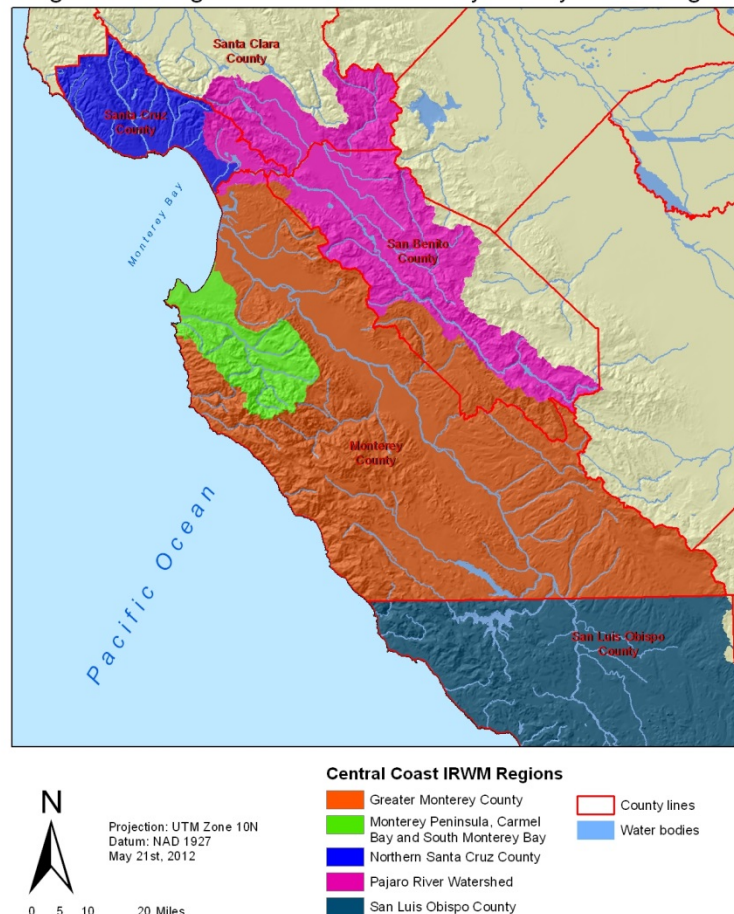 Santa Clara
County
Santa Cruz
County
Monterey Bay
San Benito
County
Monterey
County
Pacific Ocean
San Luis Obispo
County
Central Coast IRWM Regions
N
Projection: UTM Zone 10N
Datum: NAD 1927
May 21st, 2012
0 5 10 20 Miles
Greater Monterey County
Monterey Peninsula, Carmel
Bay and South Monterey Bay
Northern Santa Cruz County
Pajaro River Watershed
San Luis Obispo County
County lines
Water bodies